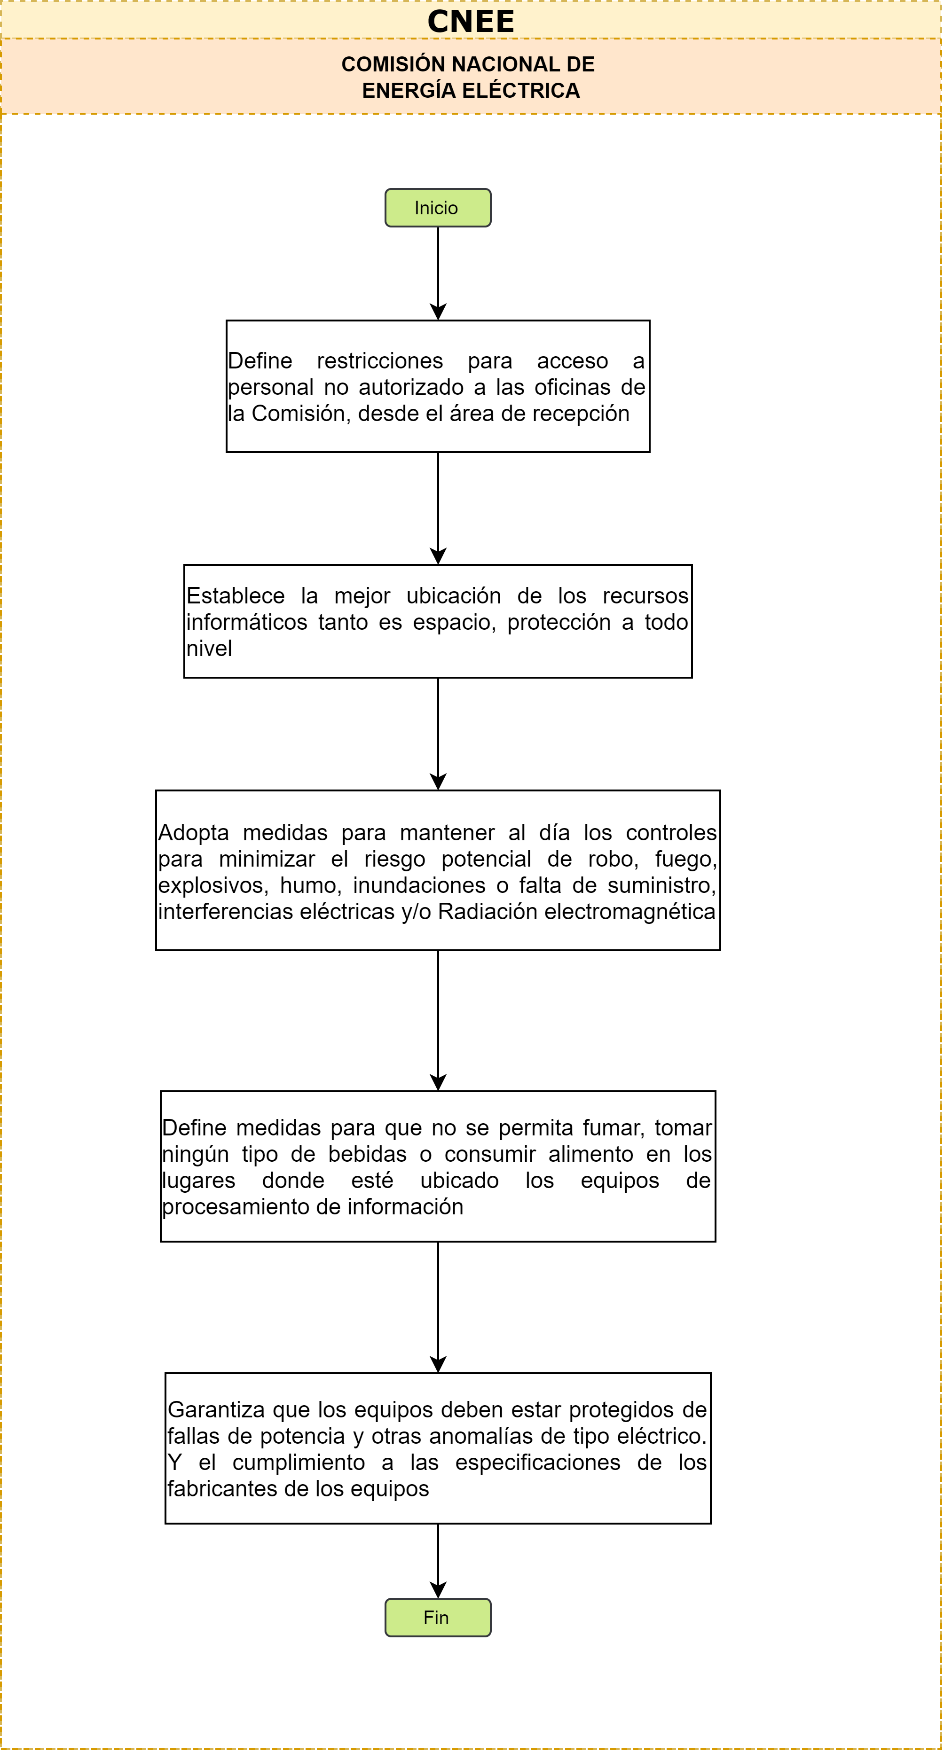 CNEE
COMISIÓN NACIONAL DE
ENERGÍA ELÉCTRICA
Inicio
Define restricciones para acceso a
personal no autorizado a las oficinas de
la Comisión, desde el área de recepción
Establece la mejor ubicación de los recursos
informáticos tanto es espacio, protección a todo
nivel
Adopta medidas para mantener al día los controles
para minimizar el riesgo potencial de robo, fuego,
explosivos, humo, inundaciones o falta de suministro,
interferencias eléctricas y/o Radiación electromagnética
Define medidas para que no se permita fumar, tomar
ningún tipo de bebidas o consumir alimento en los
lugares donde esté ubicado los equipos de
procesamiento de información
Garantiza que los equipos deben estar protegidos de
fallas de potencia y otras anomalías de tipo eléctrico.
Y el cumplimiento a las especificaciones de los
fabricantes de los equipos
Fin